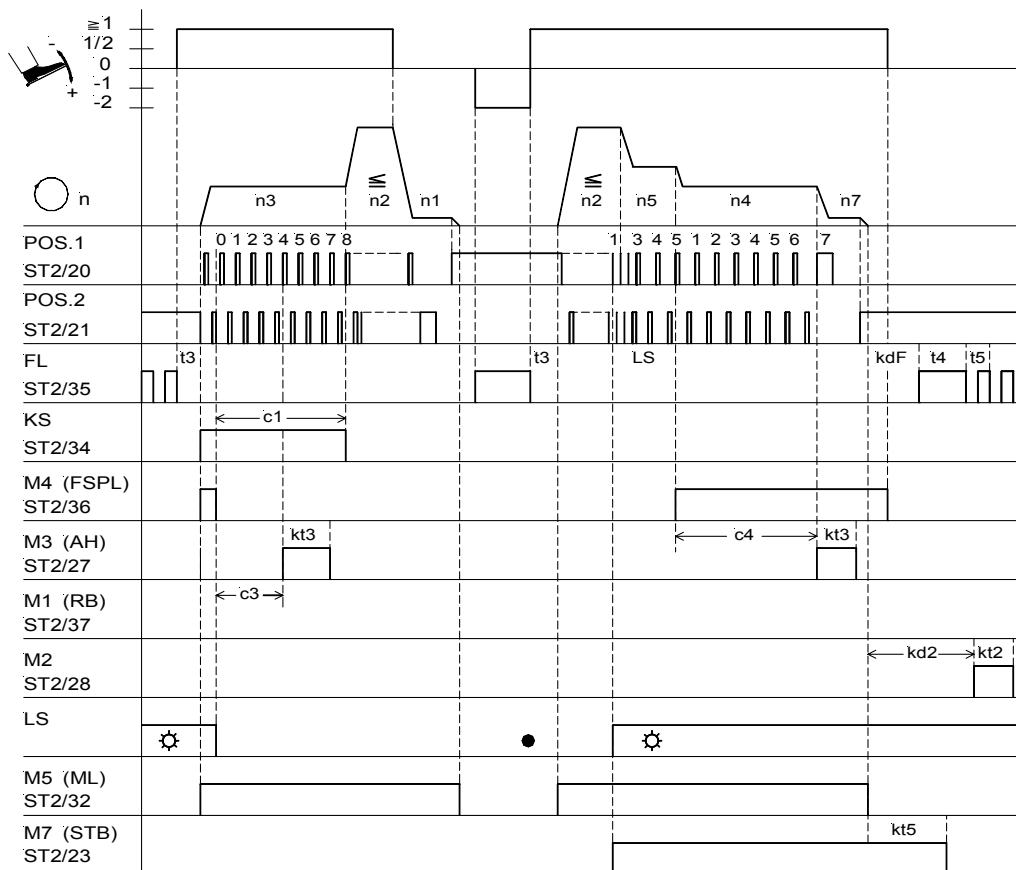 ≧1
1/2
0
-1
-2
-
+
n
n3
≦
n2
n1
≦
n2
n5
n4
n7
POS.1
ST2/20
0 1 2 3 4 5 6 7 8
1 3 4 5 1 2 3 4 5 6 7
POS.2
ST2/21
FL
ST2/35
t3
t3
LS
kdF
t4
t5
KS
ST2/34
c1
M4 (FSPL)
ST2/36
M3 (AH)
ST2/27
kt3
c4
kt3
c3
M1 (RB)
ST2/37
M2
ST2/28
kd2
kt2
LS
M5 (ML)
ST2/32
M7 (STB)
ST2/23
kt5